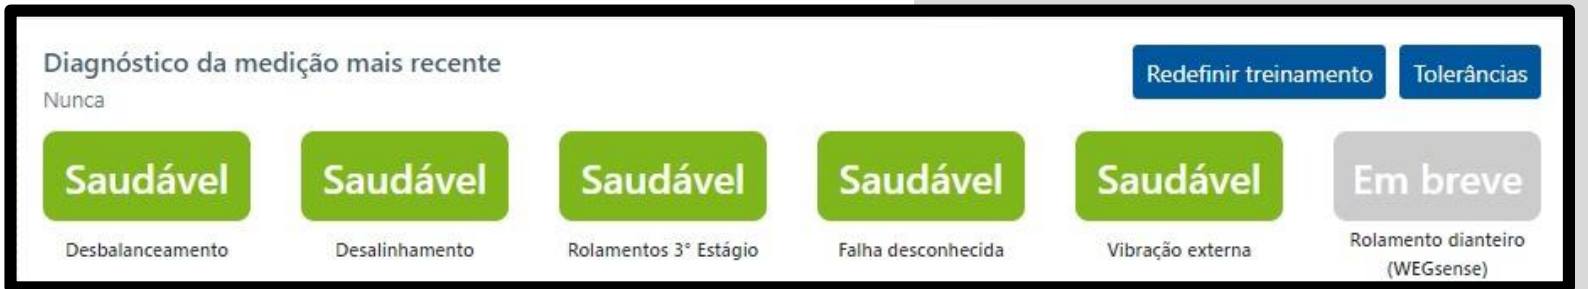 Diagnóstico da medição mais recente
Nunca
Redefinir treinamento
Tolerâncias
Saudável
Desbalanceamento
Saudável
Desalinhamento
Saudável
Rolamentos 3° Estágio
Saudável
Falha desconhecida
Saudável
Vibração externa
Em breve
Rolamento dianteiro
(WEGsense)